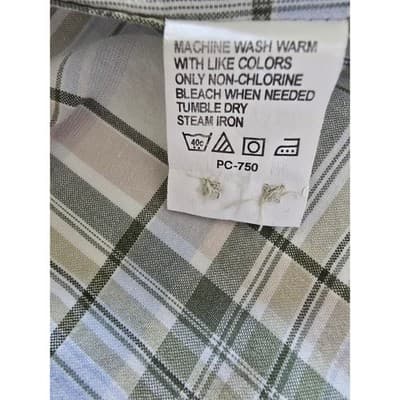 MACHINE WASH WARM
WITH LIKE COLORS
ONLY NON-CHLORINE
BLEACH WHEN NEEDED
TUMBLE DRY
STEAM IRON
40C
PC-750